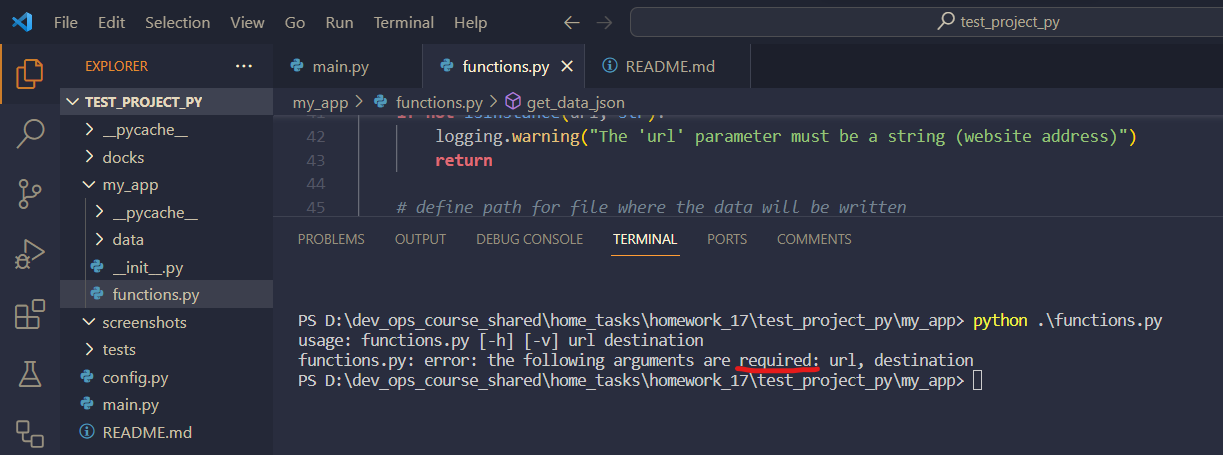 File Edit Selection View Go Run Terminal Help
test_project_py
EXPLORER
TEST_PROJECT_PY
__pycache__
docks
my_app
__pycache__
data
__init__.py
functions.py
screenshots
tests
config.py
main.py
README.md
main.py functions.py README.md
my_app > functions.py > get_data_json
41 if not isinstance(url, str):
42 logging.warning("The 'url' parameter must be a string (website address)")
43 return
44
45 # define path for file where the data will be written
PROBLEMS OUTPUT DEBUG CONSOLE TERMINAL PORTS COMMENTS
PS D:\dev_ops_course_shared\home_tasks\homework_17\test_project_py\my_app> python .\functions.py
usage: functions.py [-h] [-v] url destination
functions.py: error: the following arguments are required: url, destination
PS D:\dev_ops_course_shared\home_tasks\homework_17\test_project_py\my_app>